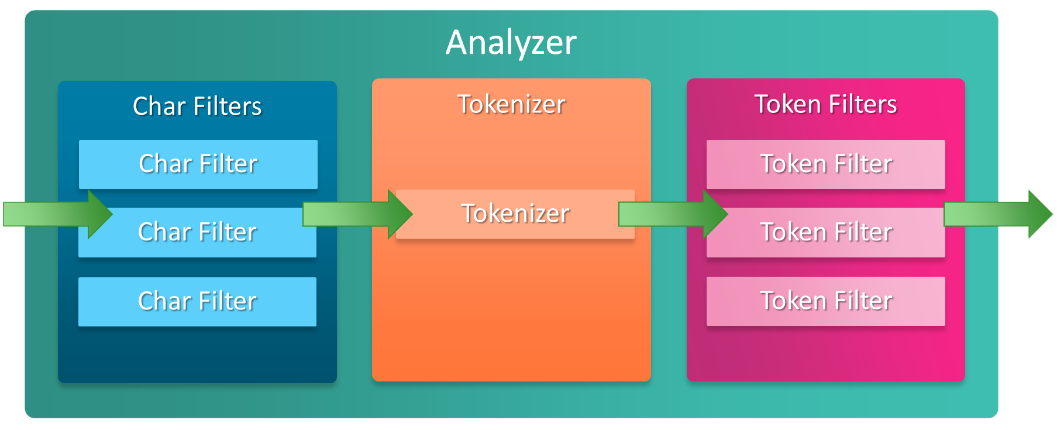 Analyzer
Char Filters
Char Filter
Char Filter
Char Filter
Tokenizer
Tokenizer
Token Filters
Token Filter
Token Filter
Token Filter